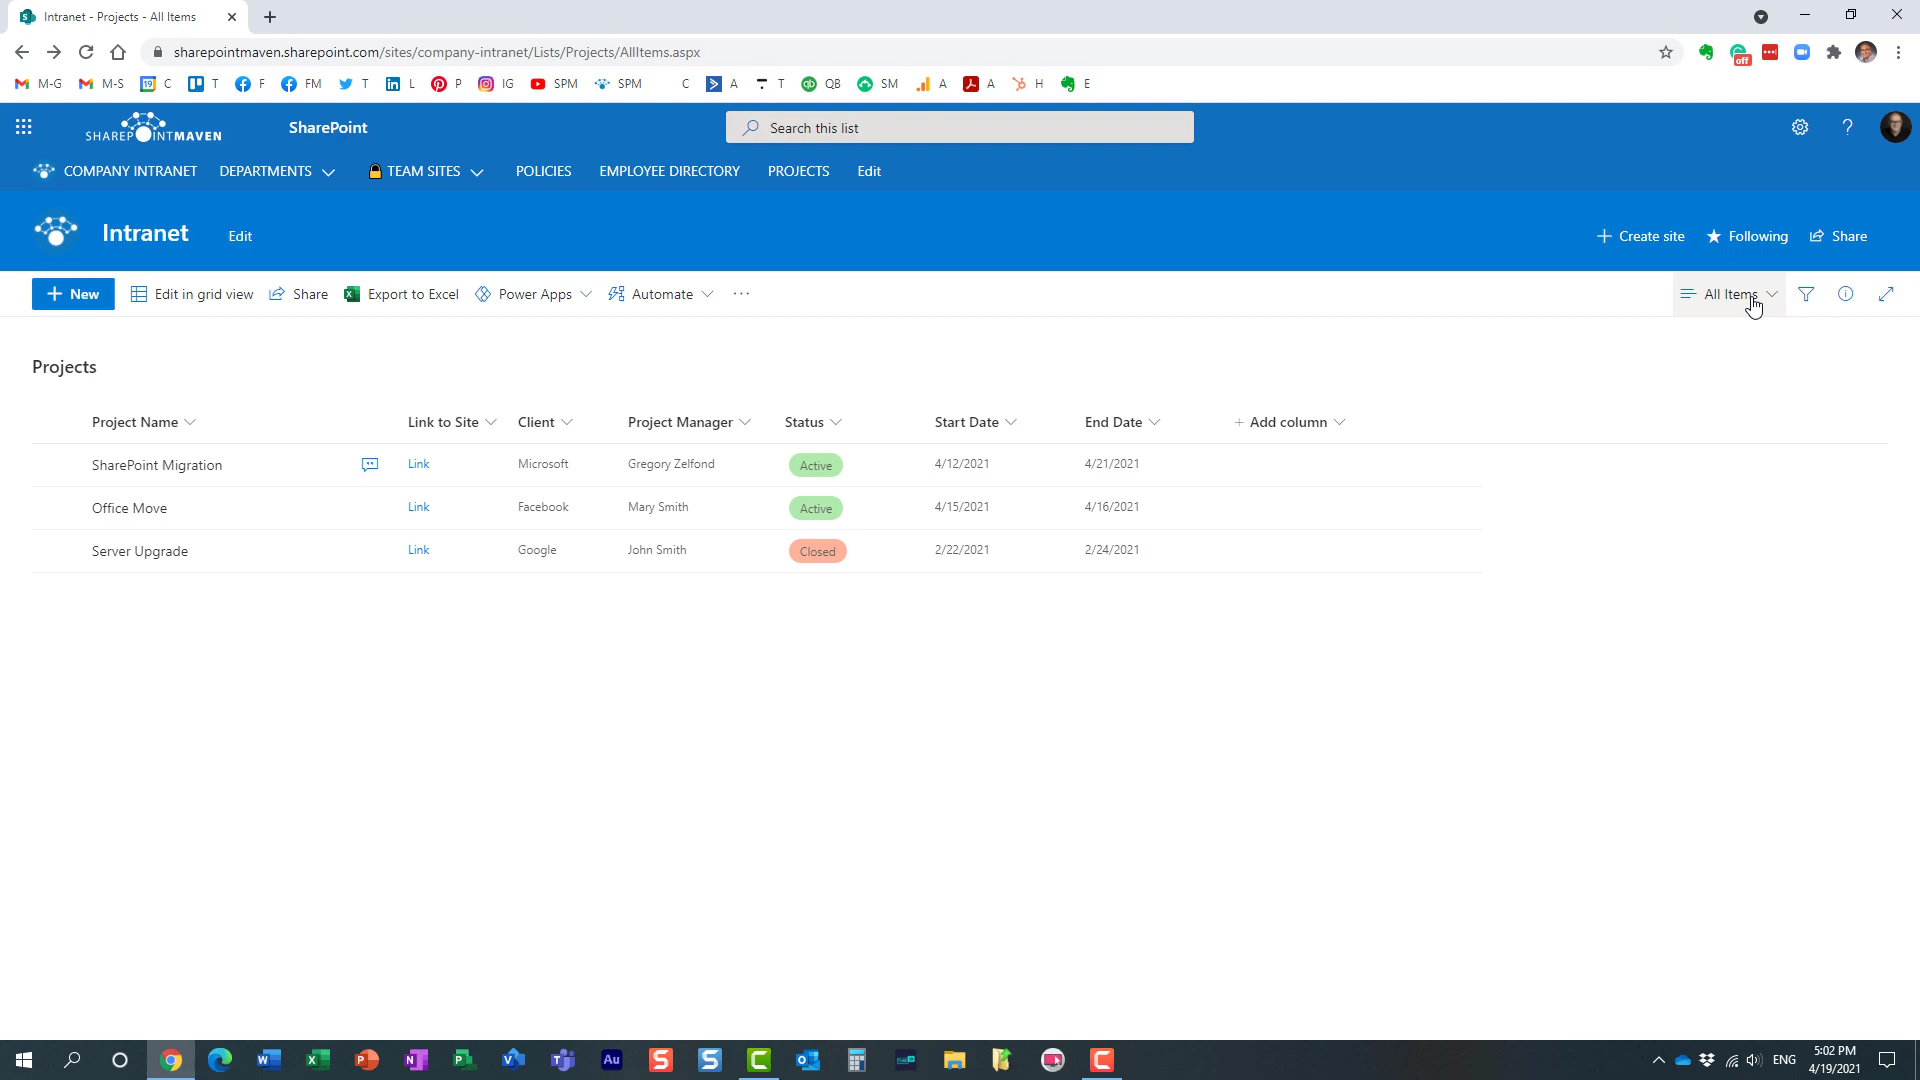 Intranet - Projects - All Items
sharepointmaven.sharepoint.com/sites/company-intranet/Lists/Projects/AllItems.aspx
off
M-G M-S 19 C T F FM T L P IG SPM SPM C A T QB SM A A H E
SHAREPOINTMAVEN SharePoint Search this list
COMPANY INTRANET DEPARTMENTS TEAM SITES POLICIES EMPLOYEE DIRECTORY PROJECTS Edit
Intranet Edit + Create site Following Share
+ New Edit in grid view Share Export to Excel Power Apps Automate ... All Items
Projects
Project Name Link to Site Client Project Manager Status Start Date End Date + Add column
SharePoint Migration Link Microsoft Gregory Zelfond Active 4/12/2021 4/21/2021
Office Move Link Facebook Mary Smith Active 4/15/2021 4/16/2021
Server Upgrade Link Google John Smith Closed 2/22/2021 2/24/2021
Au ENG 5:02 PM
4/19/2021